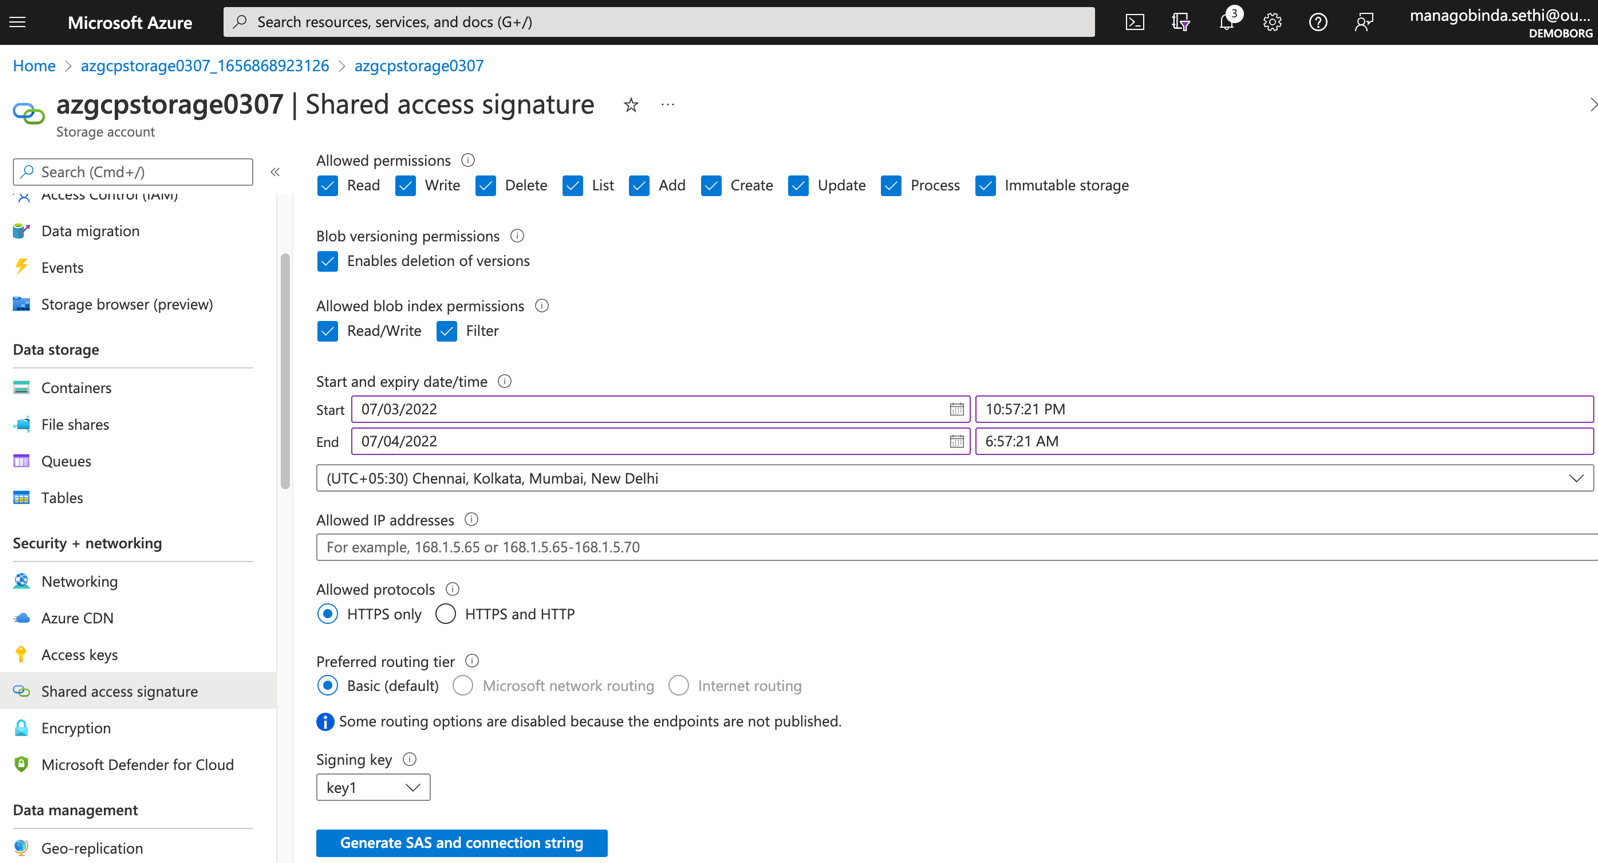 Microsoft Azure
Search resources, services, and docs (G+/)
3
managobinda.sethi@ou...
DEMOBORG
Home > azgcpstorage0307_1656868923126 > azgcpstorage0307
azgcpstorage0307 | Shared access signature
Storage account
Search (Cmd+/)
Access Control (IAM)
Data migration
Events
Storage browser (preview)
Data storage
Containers
File shares
Queues
Tables
Security + networking
Networking
Azure CDN
Access keys
Shared access signature
Encryption
Microsoft Defender for Cloud
Data management
Geo-replication
Allowed permissions
Read Write Delete List Add Create Update Process Immutable storage
Blob versioning permissions
Enables deletion of versions
Allowed blob index permissions
Read/Write Filter
Start and expiry date/time
Start 07/03/2022 10:57:21 PM
End 07/04/2022 6:57:21 AM
(UTC+05:30) Chennai, Kolkata, Mumbai, New Delhi
Allowed IP addresses
For example, 168.1.5.65 or 168.1.5.65-168.1.5.70
Allowed protocols
HTTPS only HTTPS and HTTP
Preferred routing tier
Basic (default) Microsoft network routing Internet routing
Some routing options are disabled because the endpoints are not published.
Signing key
key1
Generate SAS and connection string